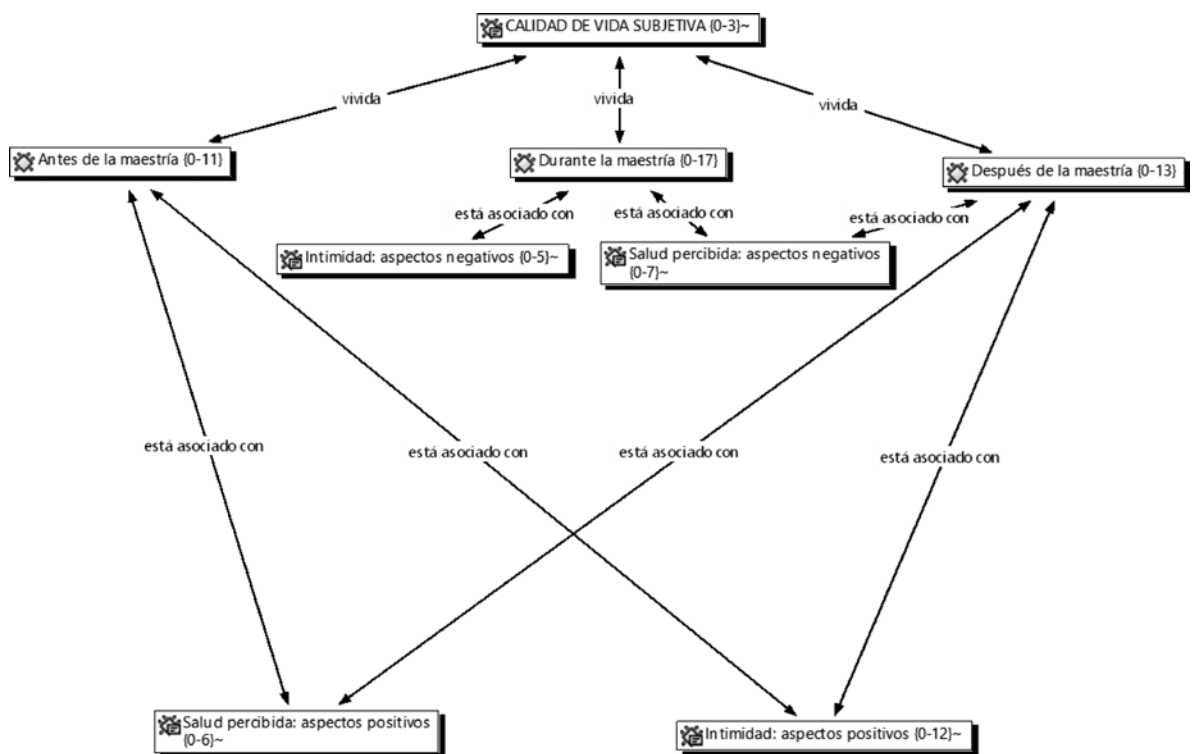 CALIDAD DE VIDA SUBJETIVA {0-3}~
vivida
vivida
vivida
Antes de la maestría {0-11}
Durante la maestría {0-17}
Después de la maestría {0-13}
está asociado con
está asociado con
está asociado con
Intimidad: aspectos negativos {0-5}~
Salud percibida: aspectos negativos
{0-7}~
está asociado con
está asociado con
está asociado con
está asociado con
Salud percibida: aspectos positivos
{0-6}~
Intimidad: aspectos positivos {0-12}~